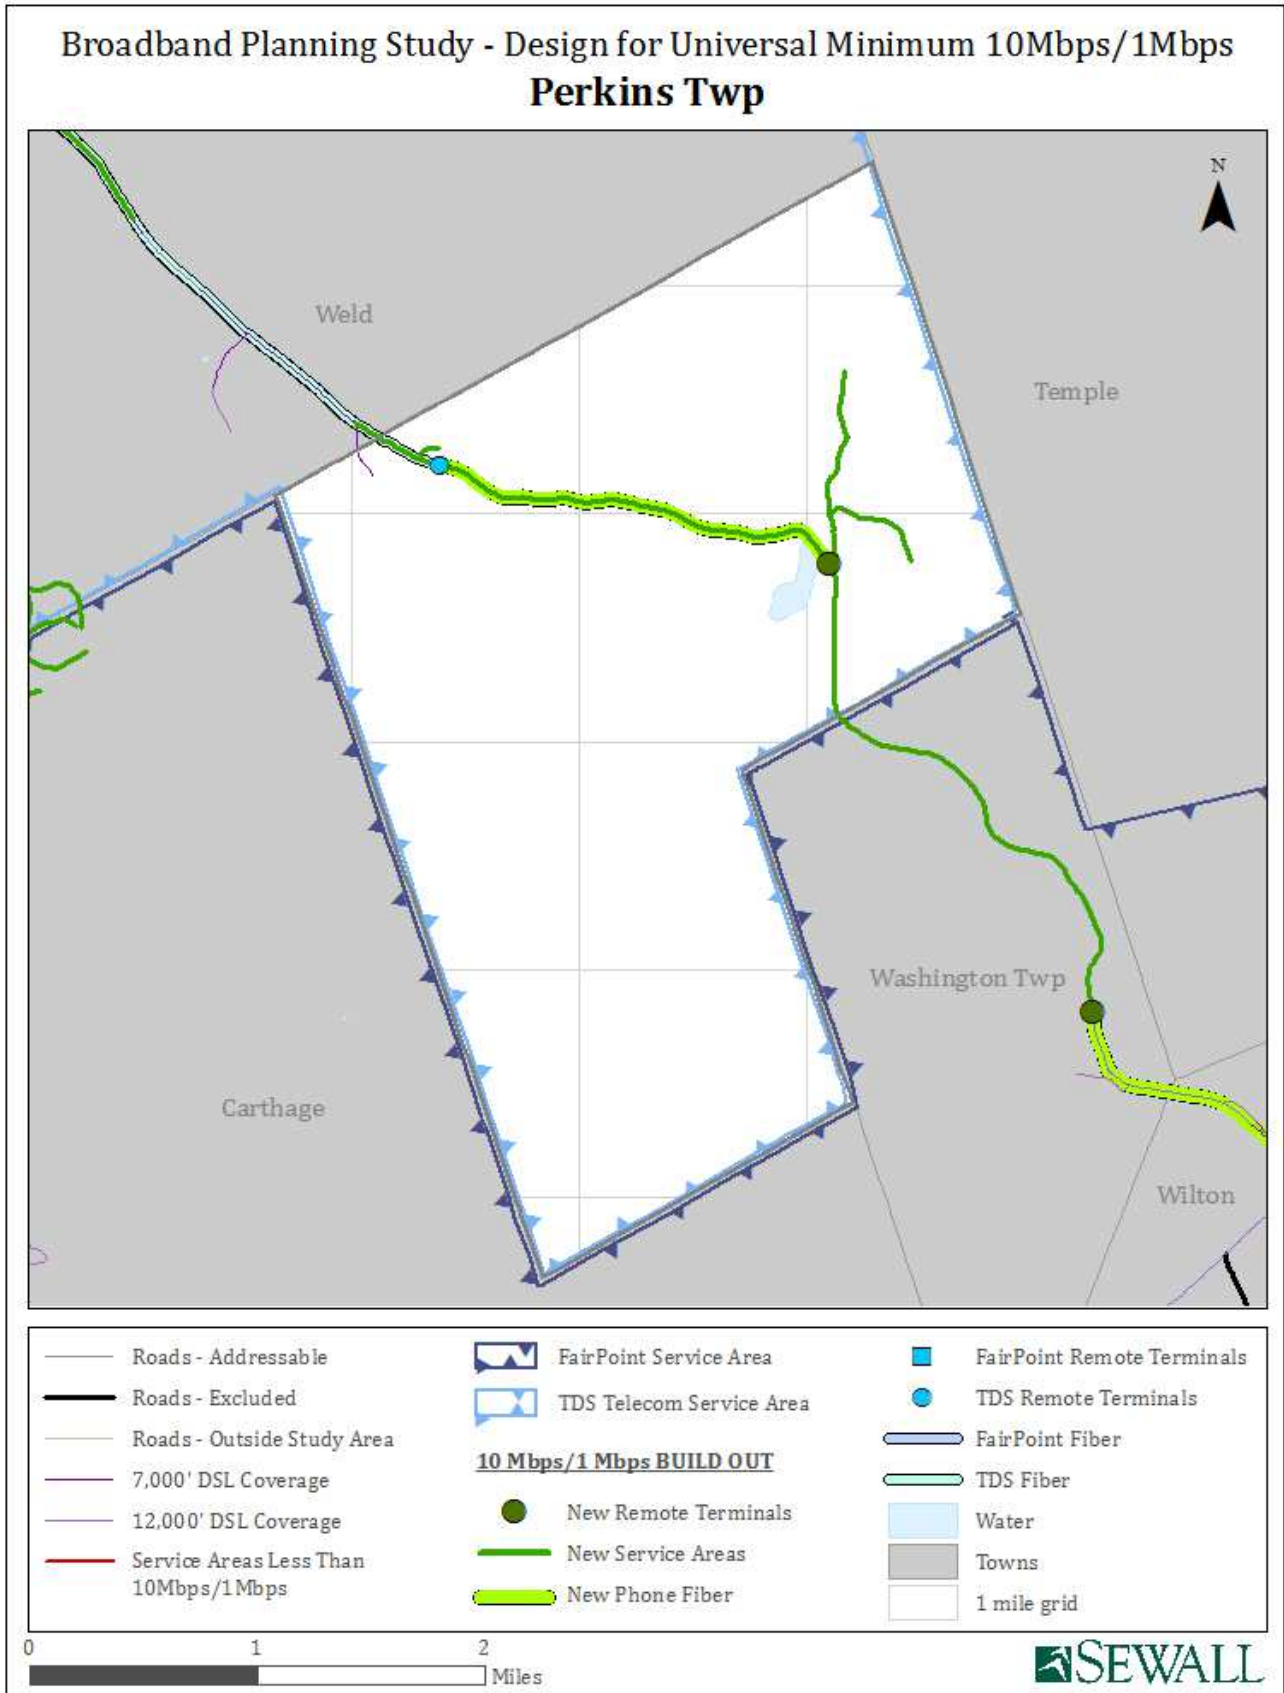 Broadband Planning Study - Design for Universal Minimum 10Mbps/1Mbps
Perkins Twp
N
Weld
Temple
Washington Twp
Carthage
Wilton
Roads - Addressable
Roads - Excluded
Roads - Outside Study Area
7,000' DSL Coverage
12,000' DSL Coverage
Service Areas Less Than
10Mbps/1Mbps
FairPoint Service Area
TDS Telecom Service Area
10 Mbps/1 Mbps BUILD OUT
New Remote Terminals
New Service Areas
New Phone Fiber
FairPoint Remote Terminals
TDS Remote Terminals
FairPoint Fiber
TDS Fiber
Water
Towns
1 mile grid
0 1 2
Miles
SEWALL